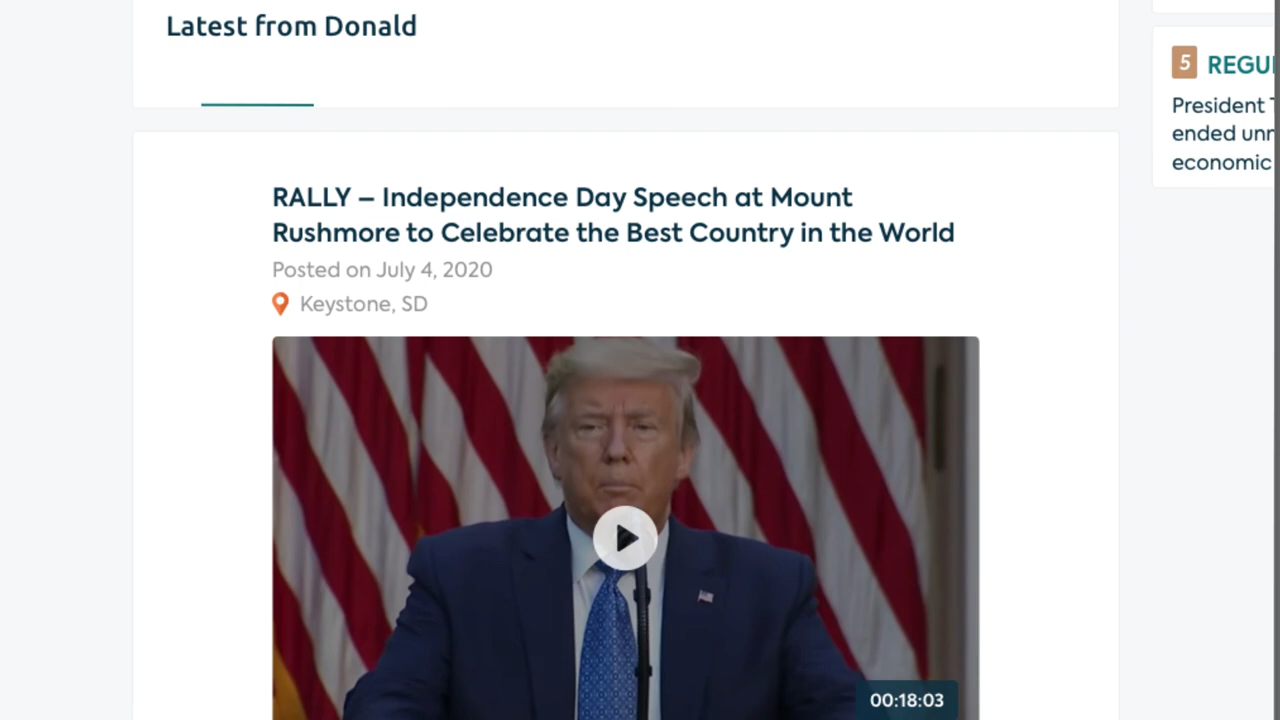 Latest from Donald
5
President
ended
economic
RALLY – Independence Day Speech at Mount
Rushmore to Celebrate the Best Country in the World
Posted on July 4, 2020
Keystone, SD
00:18:03